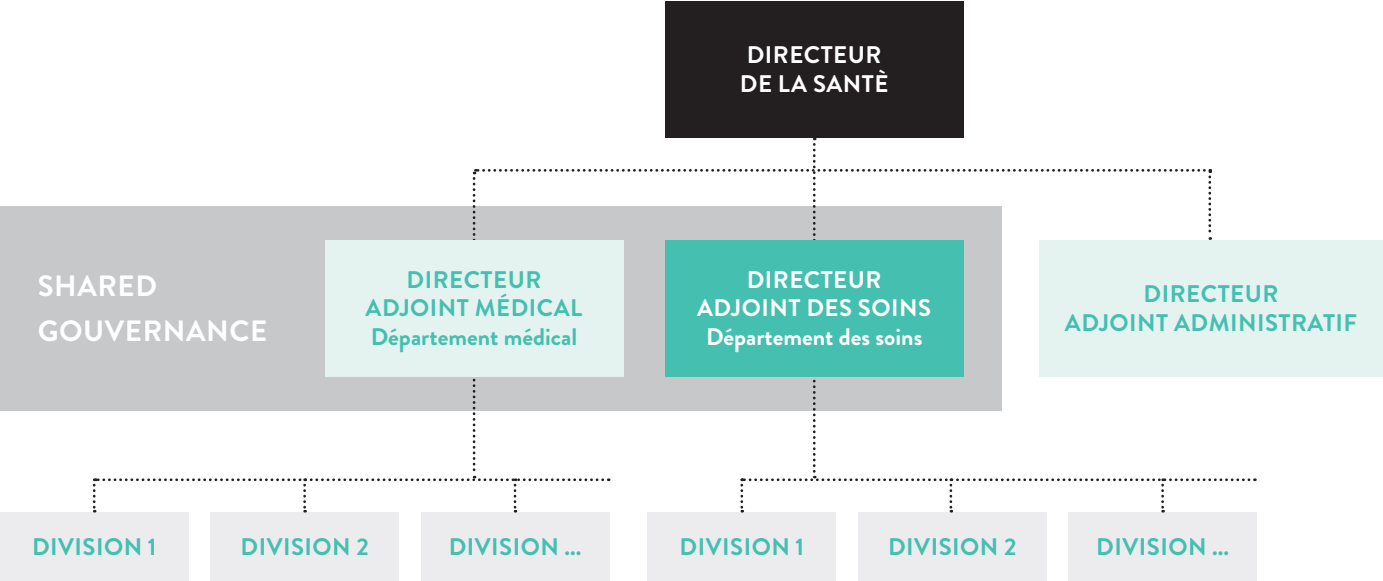 DIRECTEUR
DE LA SANTÈ
SHARED
GOUVERNANCE
DIRECTEUR
ADJOINT MÉDICAL
Département médical
DIRECTEUR
ADJOINT DES SOINS
Département des soins
DIRECTEUR
ADJOINT ADMINISTRATIF
DIVISION 1
DIVISION 2
DIVISION ...
DIVISION 1
DIVISION 2
DIVISION ...